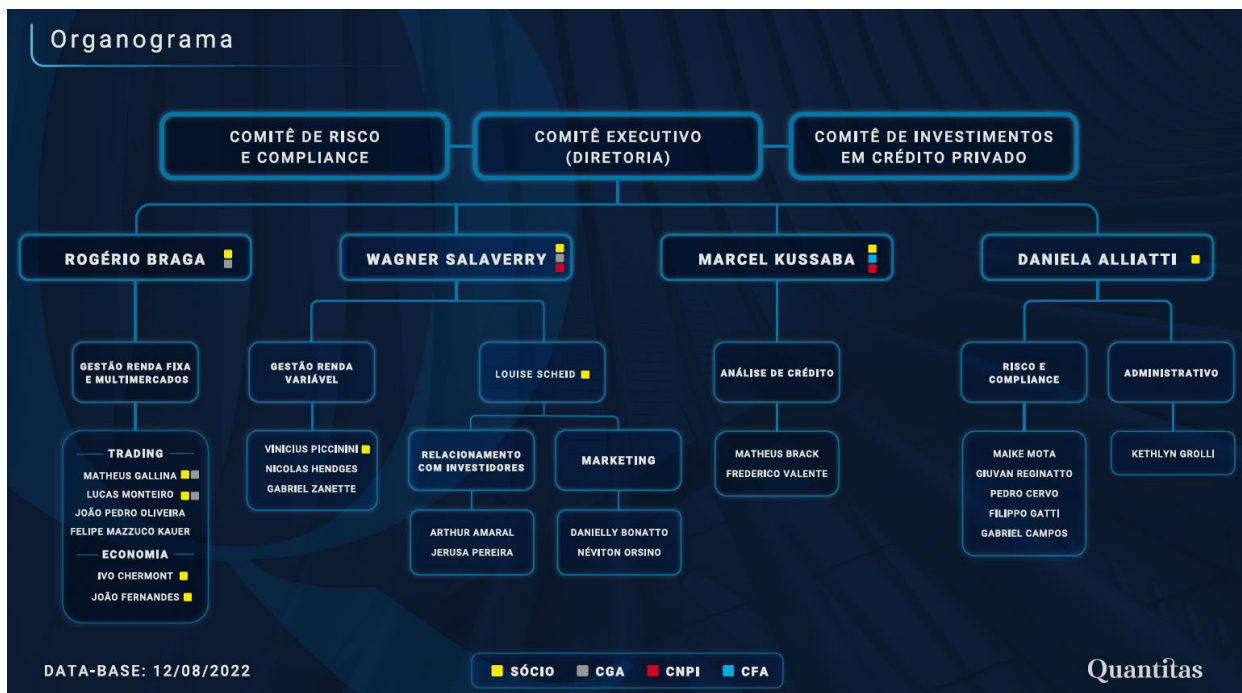 Organograma
COMITÊ DE RISCO
E COMPLIANCE
COMITÊ EXECUTIVO
(DIRETORIA)
COMITÊ DE INVESTIMENTOS
EM CRÉDITO PRIVADO
ROGÉRIO BRAGA
WAGNER SALAVERRY
MARCEL KUSSABA
DANIELA ALLIATTI
GESTÃO RENDA FIXA
E MULTIMERCADOS
GESTÃO RENDA
VARIÁVEL
LOUISE SCHEID
ANÁLISE DE CRÉDITO
RISCO E
COMPLIANCE
ADMINISTRATIVO
TRADING
MATHEUS GALLINA
LUCAS MONTEIRO
JOÃO PEDRO OLIVEIRA
FELIPE MAZZUCO KAUER
ECONOMIA
IVO CHERMONT
JOÃO FERNANDES
VINICIUS PICCININI
NICOLAS HENDGES
GABRIEL ZANETTE
RELACIONAMENTO
COM INVESTIDORES
MARKETING
ARTHUR AMARAL
JERUSA PEREIRA
DANIELLY BONATTO
NÉVITON ORSINO
MATHEUS BRACK
FREDERICO VALENTE
MAIKE MOTA
GIUVAN REGINATTO
PEDRO CERVO
FILIPPO GATTI
GABRIEL CAMPOS
KETHLYN GROLLI
DATA-BASE: 12/08/2022
SÓCIO CGA CNPI CFA
Quantitas